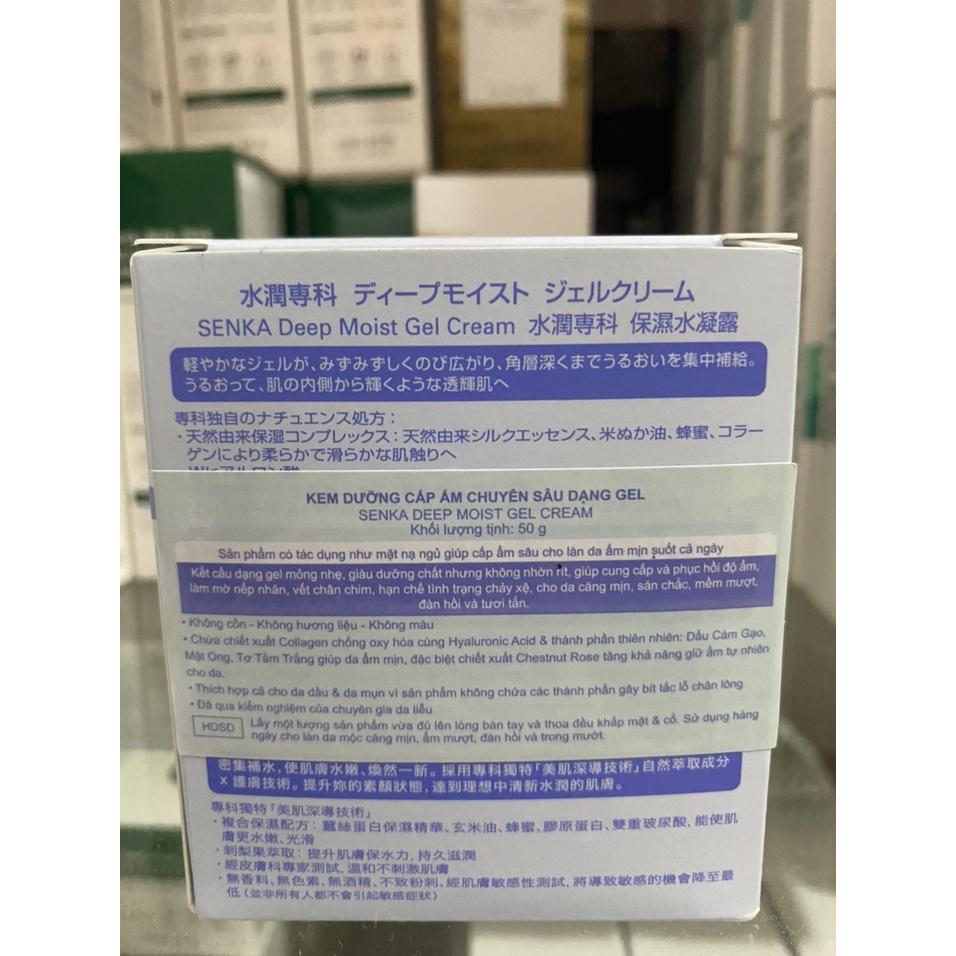 水潤専科 ディープモイスト ジェルクリーム
SENKA Deep Moist Gel Cream 水潤専科 保濕水凝露
軽やかなジェルが、みずみずしくのび広がり、角層深くまでうるおいを集中補給。
うるおって、肌の内側から輝くような透輝肌へ
専科独自のナチュエンス処方：
・天然由来保湿コンプレックス：天然由来シルクエッセンス、米ぬか油、蜂蜜、コラー
ゲンにより柔らかで滑らかな肌触りへ
KEM DƯỠNG CẤP ẨM CHUYÊN SÂU DẠNG GEL
SENKA DEEP MOIST GEL CREAM
Khối lượng tịnh: 50 g
Sản phẩm có tác dụng như mặt nạ ngủ giúp cấp ẩm sâu cho làn da ẩm mịn suốt cả ngày
Kết cấu dạng gel mỏng nhẹ, giàu dưỡng chất nhưng không nhờn rít, giúp cung cấp và phục hồi độ ẩm,
làm mờ nếp nhăn, vết chân chim, hạn chế tình trạng chảy xệ, cho da căng mịn, săn chắc, mềm mượt,
đàn hồi và tươi tắn.
• Không cồn - Không hương liệu - Không màu
• Chứa chiết xuất Collagen chống oxy hóa cùng Hyaluronic Acid & thành phần thiên nhiên: Dầu Cám Gạo,
Mật Ong, Tơ Tằm Trắng giúp da ẩm mịn, đặc biệt chiết xuất Chestnut Rose tăng khả năng giữ ẩm tự nhiên
cho da.
• Thích hợp cả cho da dầu & da mụn vì sản phẩm không chứa các thành phần gây bít tắc lỗ chân lông
• Đã qua kiểm nghiệm của chuyên gia da liễu
HDSD Lấy một lượng sản phẩm vừa đủ lên lòng bàn tay và thoa đều khắp mặt & cổ. Sử dụng hàng
ngày cho làn da mộc căng mịn, ẩm mượt, đàn hồi và trong mướt.
密集補水，使肌膚水嫩、煥然一新。採用專科獨特「美肌深導技術」自然萃取成分
x 護膚技術。提升妳的素顏狀態，達到理想中清新水潤的肌膚。
專科獨特「美肌深導技術」
・複合保濕配方：蠶絲蛋白保濕精華、玄米油、蜂蜜、膠原蛋白、雙重玻尿酸，能使肌
膚更水嫩、光滑
・刺梨果萃取：提升肌膚保水力，持久滋潤
・經皮膚科專家測試，溫和不刺激肌膚
・無香料、無色素、無酒精、不致粉刺、經肌膚敏感性測試，將導致敏感的機會降至最
低（並非所有人都不會引起敏感症狀）